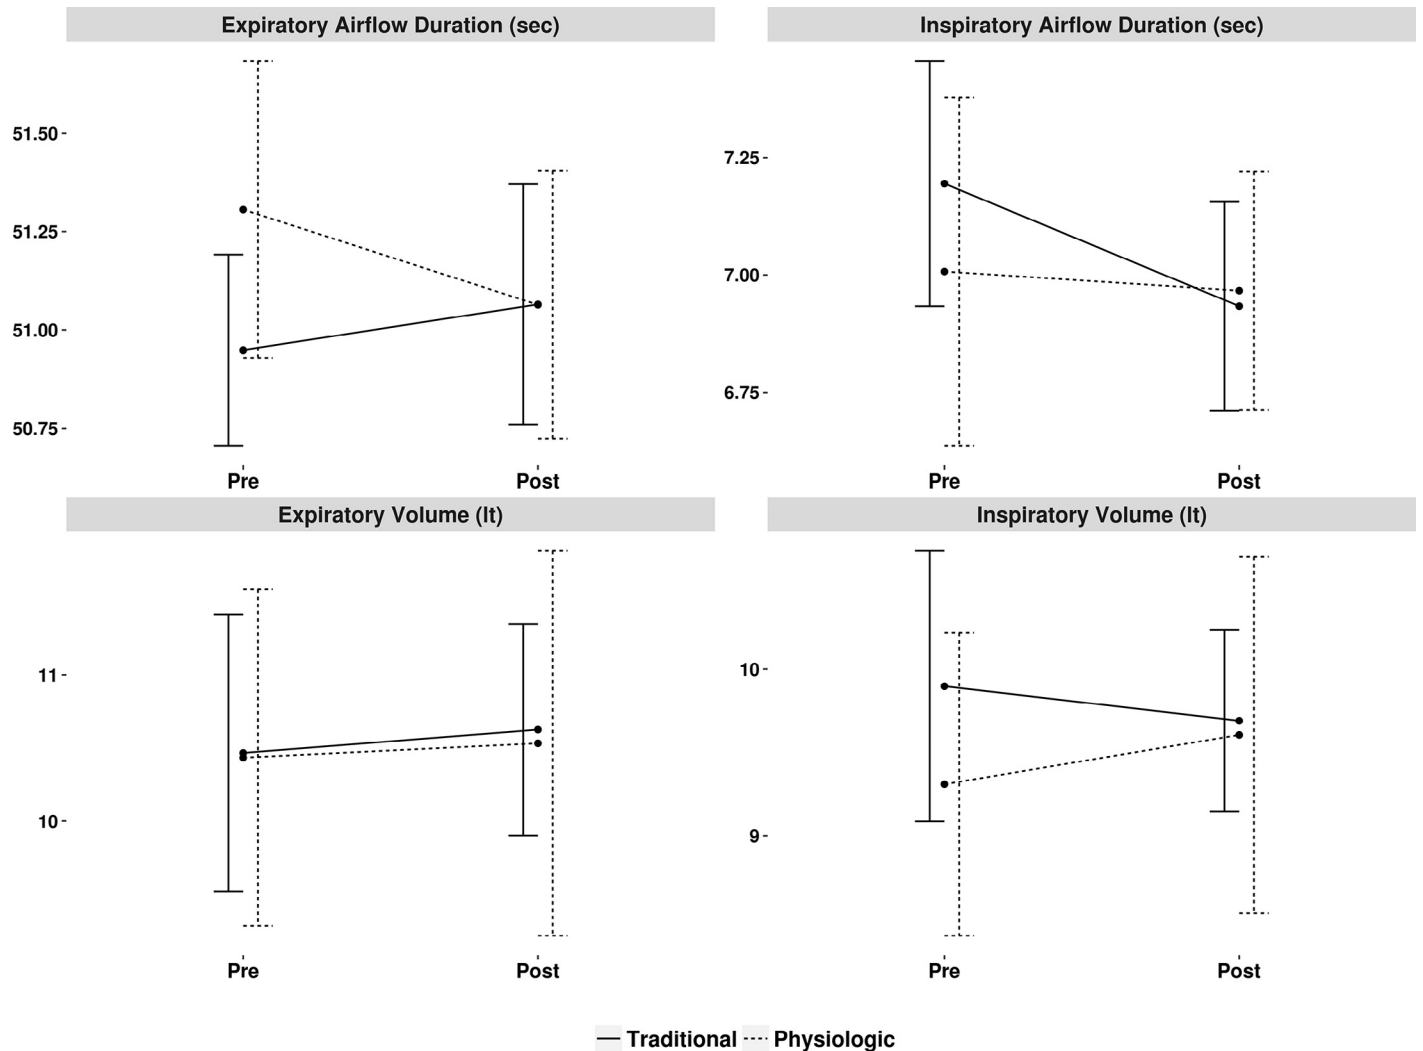 Expiratory Airflow Duration (sec)
51.50
51.25
51.00
50.75
Pre Post
Inspiratory Airflow Duration (sec)
7.25
7.00
6.75
Pre Post
Expiratory Volume (lt)
11
10
Pre Post
Inspiratory Volume (lt)
10
9
Pre Post
Traditional Physiologic